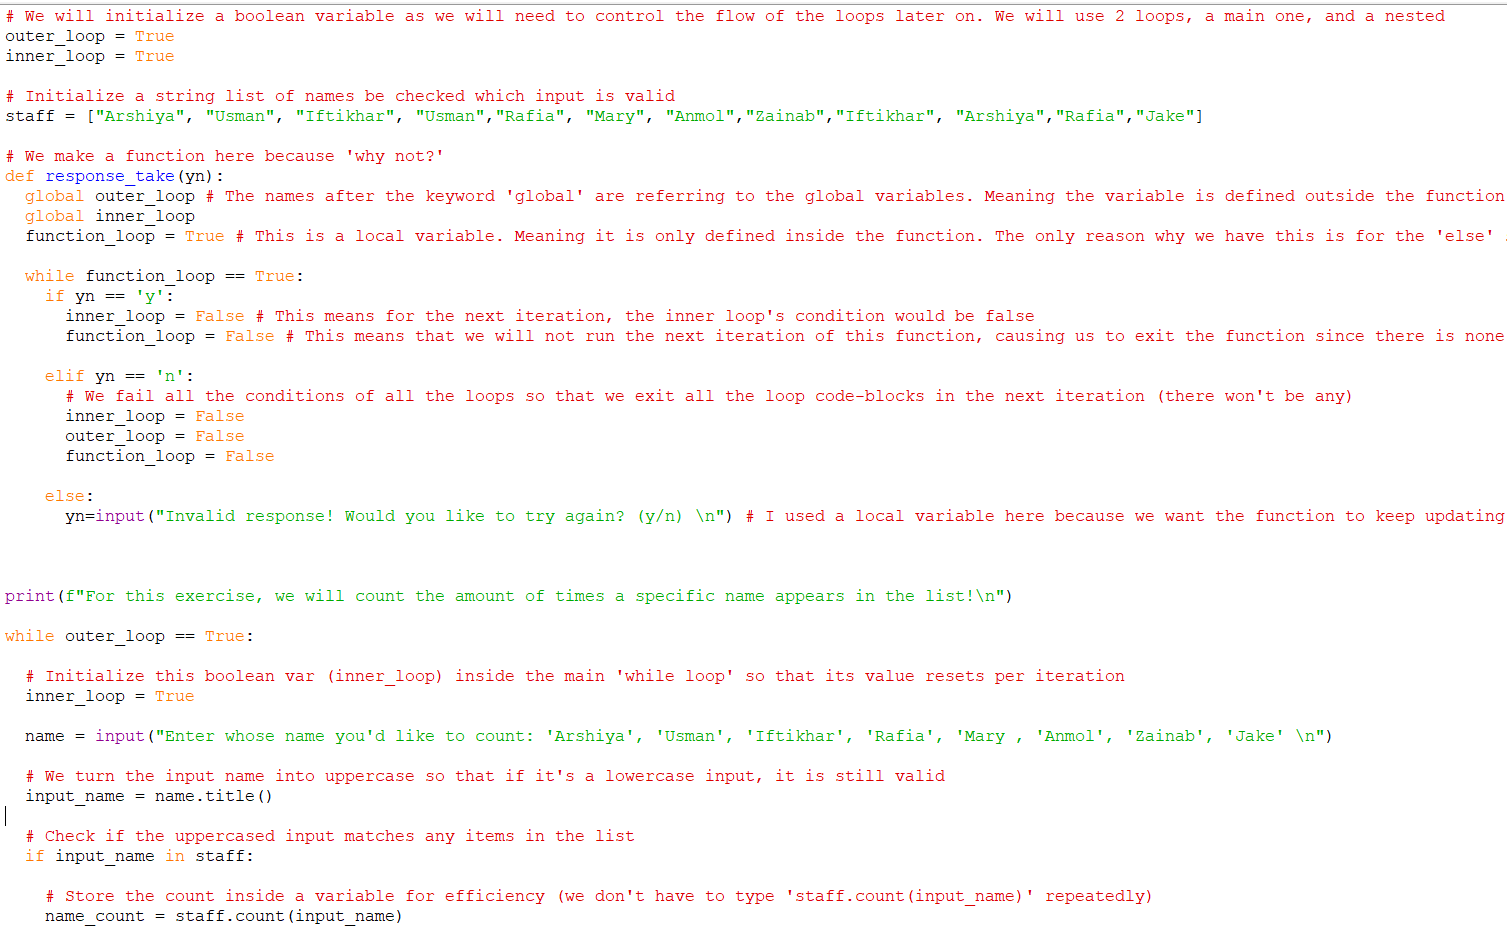 # We will initialize a boolean variable as we will need to control the flow of the loops later on. We will use 2 loops, a main one, and a nested
outer_loop = True
inner_loop = True
# Initialize a string list of names be checked which input is valid
staff = ["Arshiya", "Usman", "Iftikhar", "Usman","Rafia", "Mary", "Anmol","Zainab","Iftikhar", "Arshiya","Rafia","Jake"]
# We make a function here because 'why not?'
def response_take(yn):
  global outer_loop # The names after the keyword 'global' are referring to the global variables. Meaning the variable is defined outside the function
  global inner_loop
  function_loop = True # This is a local variable. Meaning it is only defined inside the function. The only reason why we have this is for the 'else'
  while function_loop == True:
    if yn == 'y':
      inner_loop = False # This means for the next iteration, the inner loop's condition would be false
      function_loop = False # This means that we will not run the next iteration of this function, causing us to exit the function since there is none
    elif yn == 'n':
      # We fail all the conditions of all the loops so that we exit all the loop code-blocks in the next iteration (there won't be any)
      inner_loop = False
      outer_loop = False
      function_loop = False
    else:
      yn=input("Invalid response! Would you like to try again? (y/n) \n") # I used a local variable here because we want the function to keep updating
print(f"For this exercise, we will count the amount of times a specific name appears in the list!\n")
while outer_loop == True:
  # Initialize this boolean var (inner_loop) inside the main 'while loop' so that its value resets per iteration
  inner_loop = True
  name = input("Enter whose name you'd like to count: 'Arshiya', 'Usman', 'Iftikhar', 'Rafia', 'Mary , 'Anmol', 'Zainab', 'Jake' \n")
  # We turn the input name into uppercase so that if it's a lowercase input, it is still valid
  input_name = name.title()
  # Check if the uppercased input matches any items in the list
  if input_name in staff:
    # Store the count inside a variable for efficiency (we don't have to type 'staff.count(input_name)' repeatedly)
    name_count = staff.count(input_name)